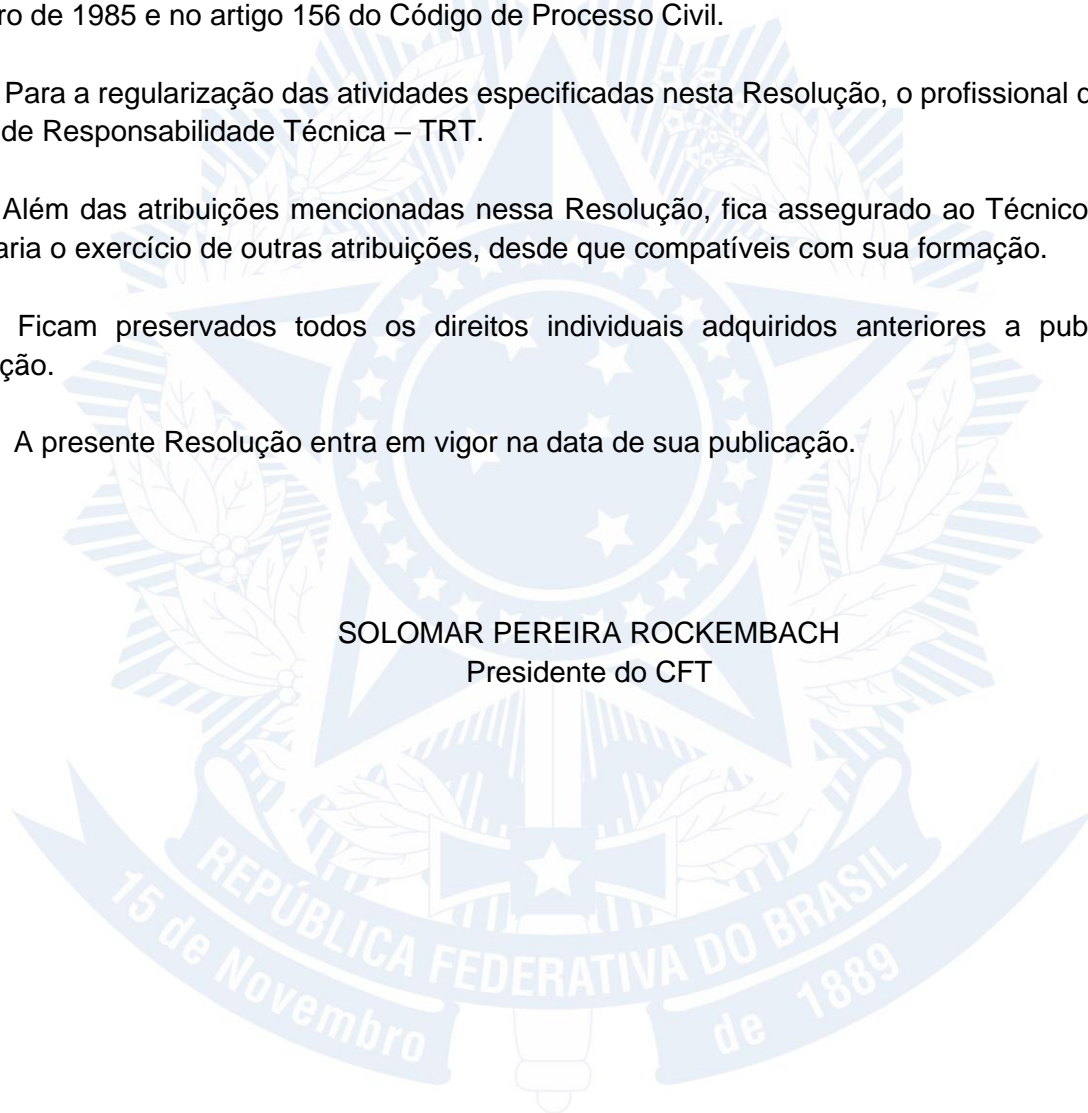 ro de 1985 e no artigo 156 do Código de Processo Civil.
Para a regularização das atividades especificadas nesta Resolução, o profissional
de Responsabilidade Técnica – TRT.
Além das atribuições mencionadas nessa Resolução, fica assegurado ao Técnico
aria o exercício de outras atribuições, desde que compatíveis com sua formação.
Ficam preservados todos os direitos individuais adquiridos anteriores a pub
ção.
A presente Resolução entra em vigor na data de sua publicação.
SOLOMAR PEREIRA ROCKEMBACH
Presidente do CFT
REPÚBLICA FEDERATIVA DO BRASIL
15 de Novembro
de 1889